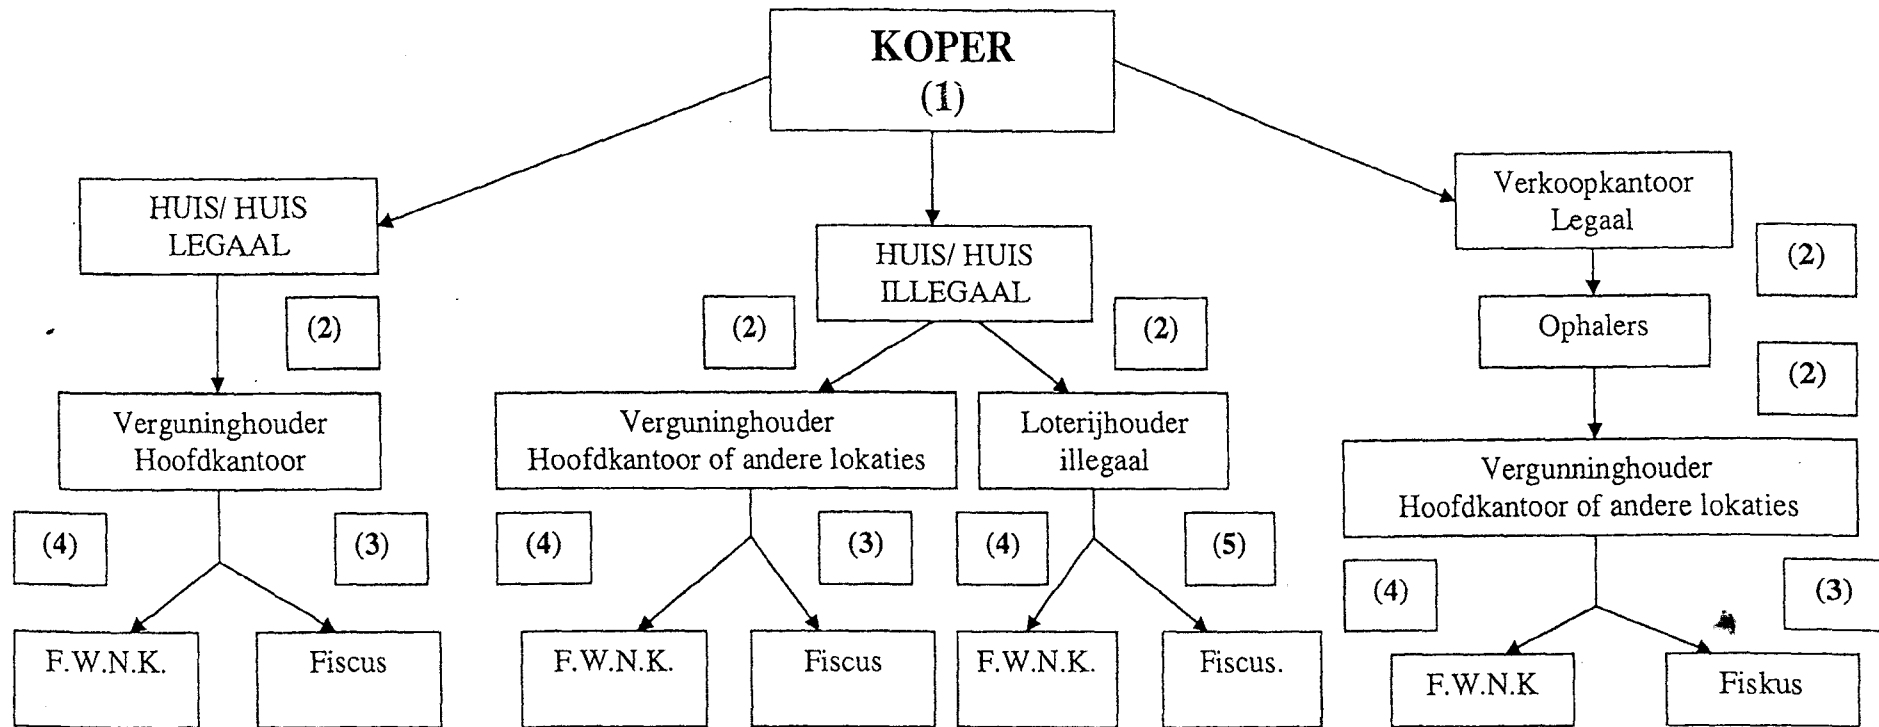 KOPER
(1)
HUIS/ HUIS
LEGAAL
HUIS/ HUIS
ILLEGAAL
Verkoopkantoor
Legaal
(2)
(2)
(2)
(2)
Ophalers
(2)
Verguninghouder
Hoofdkantoor
Verguninghouder
Hoofdkantoor of andere lokaties
Loterijhouder
illegaal
Vergunninghouder
Hoofdkantoor of andere lokaties
(4)
(3)
(4)
(3)
(4)
(5)
(4)
(3)
F.W.N.K.
Fiscus
F.W.N.K.
Fiscus
F.W.N.K.
Fiscus.
F.W.N.K
Fiskus